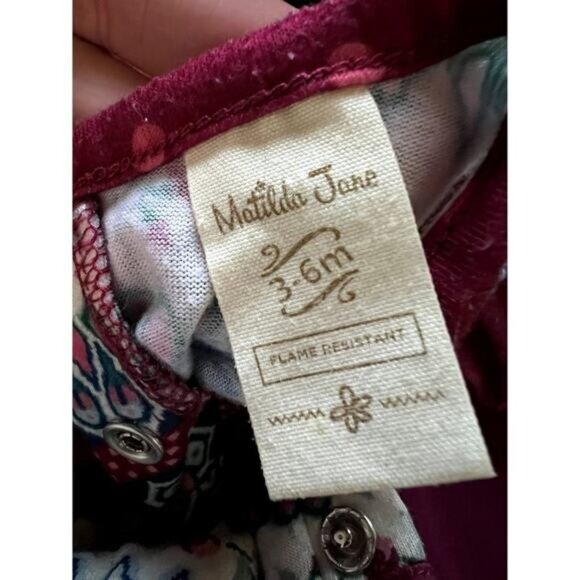 Matilda Jane
3-6m
FLAME RESISTANT